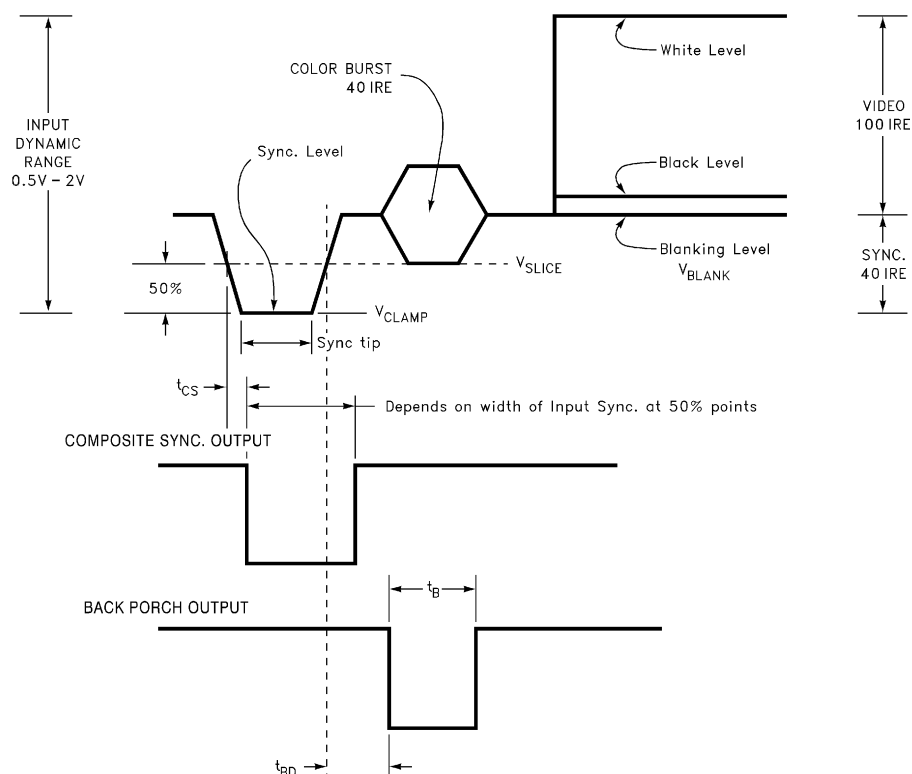 White Level
COLOR BURST
40 IRE
INPUT
DYNAMIC
RANGE
0.5V – 2V
VIDEO
100 IRE
Sync. Level
Black Level
Blanking Level
V_BLANK
SYNC.
40 IRE
V_SLICE
50%
V_CLAMP
Sync tip
t_CS
Depends on width of Input Sync. at 50% points
COMPOSITE SYNC. OUTPUT
t_B
BACK PORCH OUTPUT
t_BD